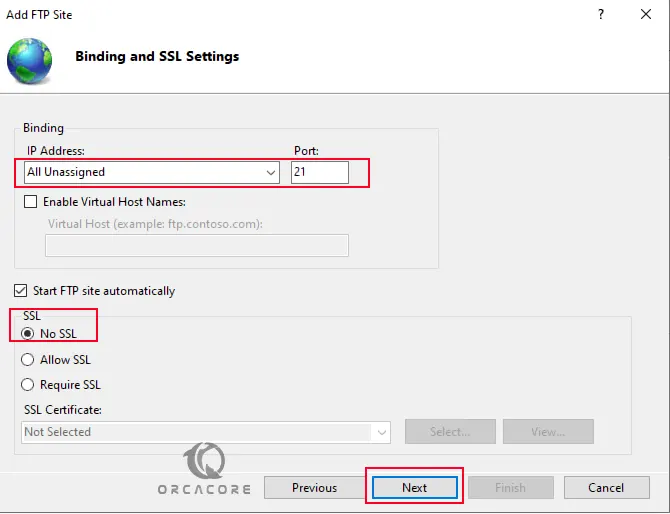 Add FTP Site ?
Binding and SSL Settings
Binding
IP Address: Port:
All Unassigned 21
Enable Virtual Host Names:
Virtual Host (example: ftp.contoso.com):
Start FTP site automatically
SSL
No SSL
Allow SSL
Require SSL
SSL Certificate:
Not Selected Select... View...
ORCACORE
Previous Next Finish Cancel